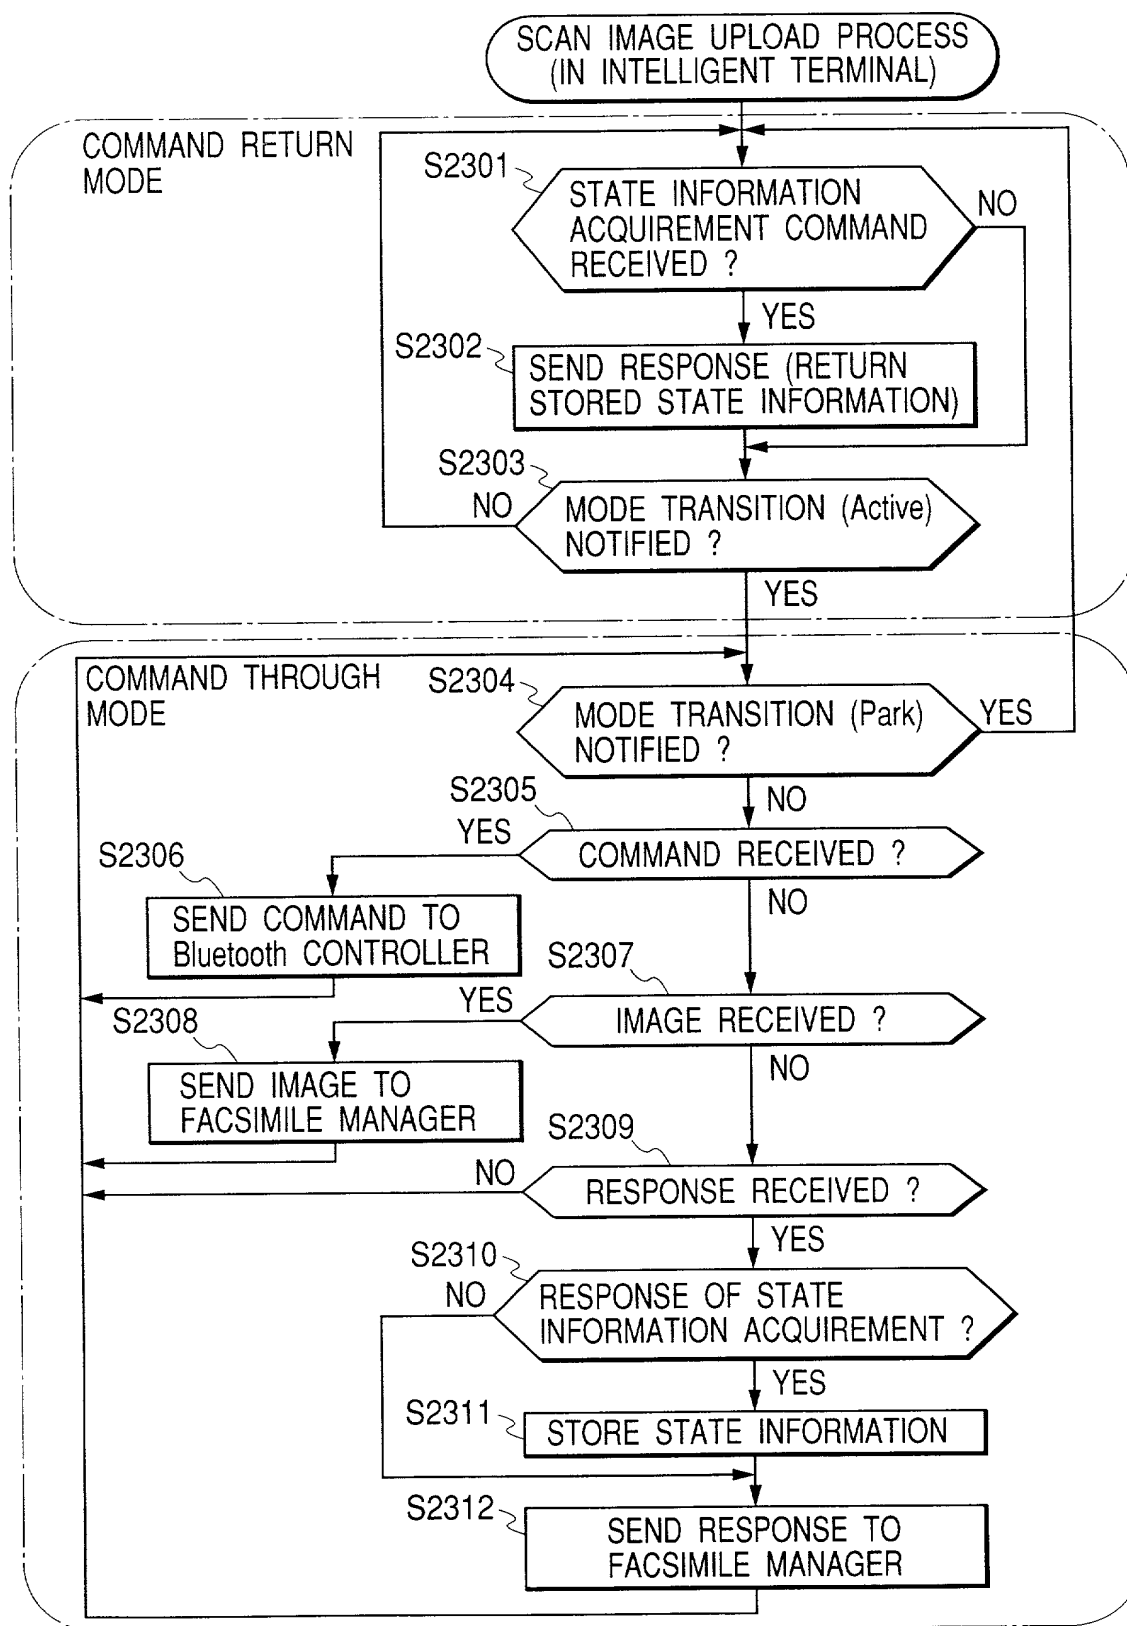 SCAN IMAGE UPLOAD PROCESS
(IN INTELLIGENT TERMINAL)
COMMAND RETURN
MODE
S2301
STATE INFORMATION
ACQUIREMENT COMMAND
RECEIVED ?
NO
YES
S2302
SEND RESPONSE (RETURN
STORED STATE INFORMATION)
S2303
NO
MODE TRANSITION (Active)
NOTIFIED ?
YES
COMMAND THROUGH
MODE
S2304
MODE TRANSITION (Park)
NOTIFIED ?
YES
NO
S2305
YES
COMMAND RECEIVED ?
S2306
NO
SEND COMMAND TO
Bluetooth CONTROLLER
S2307
YES
IMAGE RECEIVED ?
S2308
NO
SEND IMAGE TO
FACSIMILE MANAGER
S2309
NO
RESPONSE RECEIVED ?
YES
S2310
NO
RESPONSE OF STATE
INFORMATION ACQUIREMENT ?
YES
S2311
STORE STATE INFORMATION
S2312
SEND RESPONSE TO
FACSIMILE MANAGER